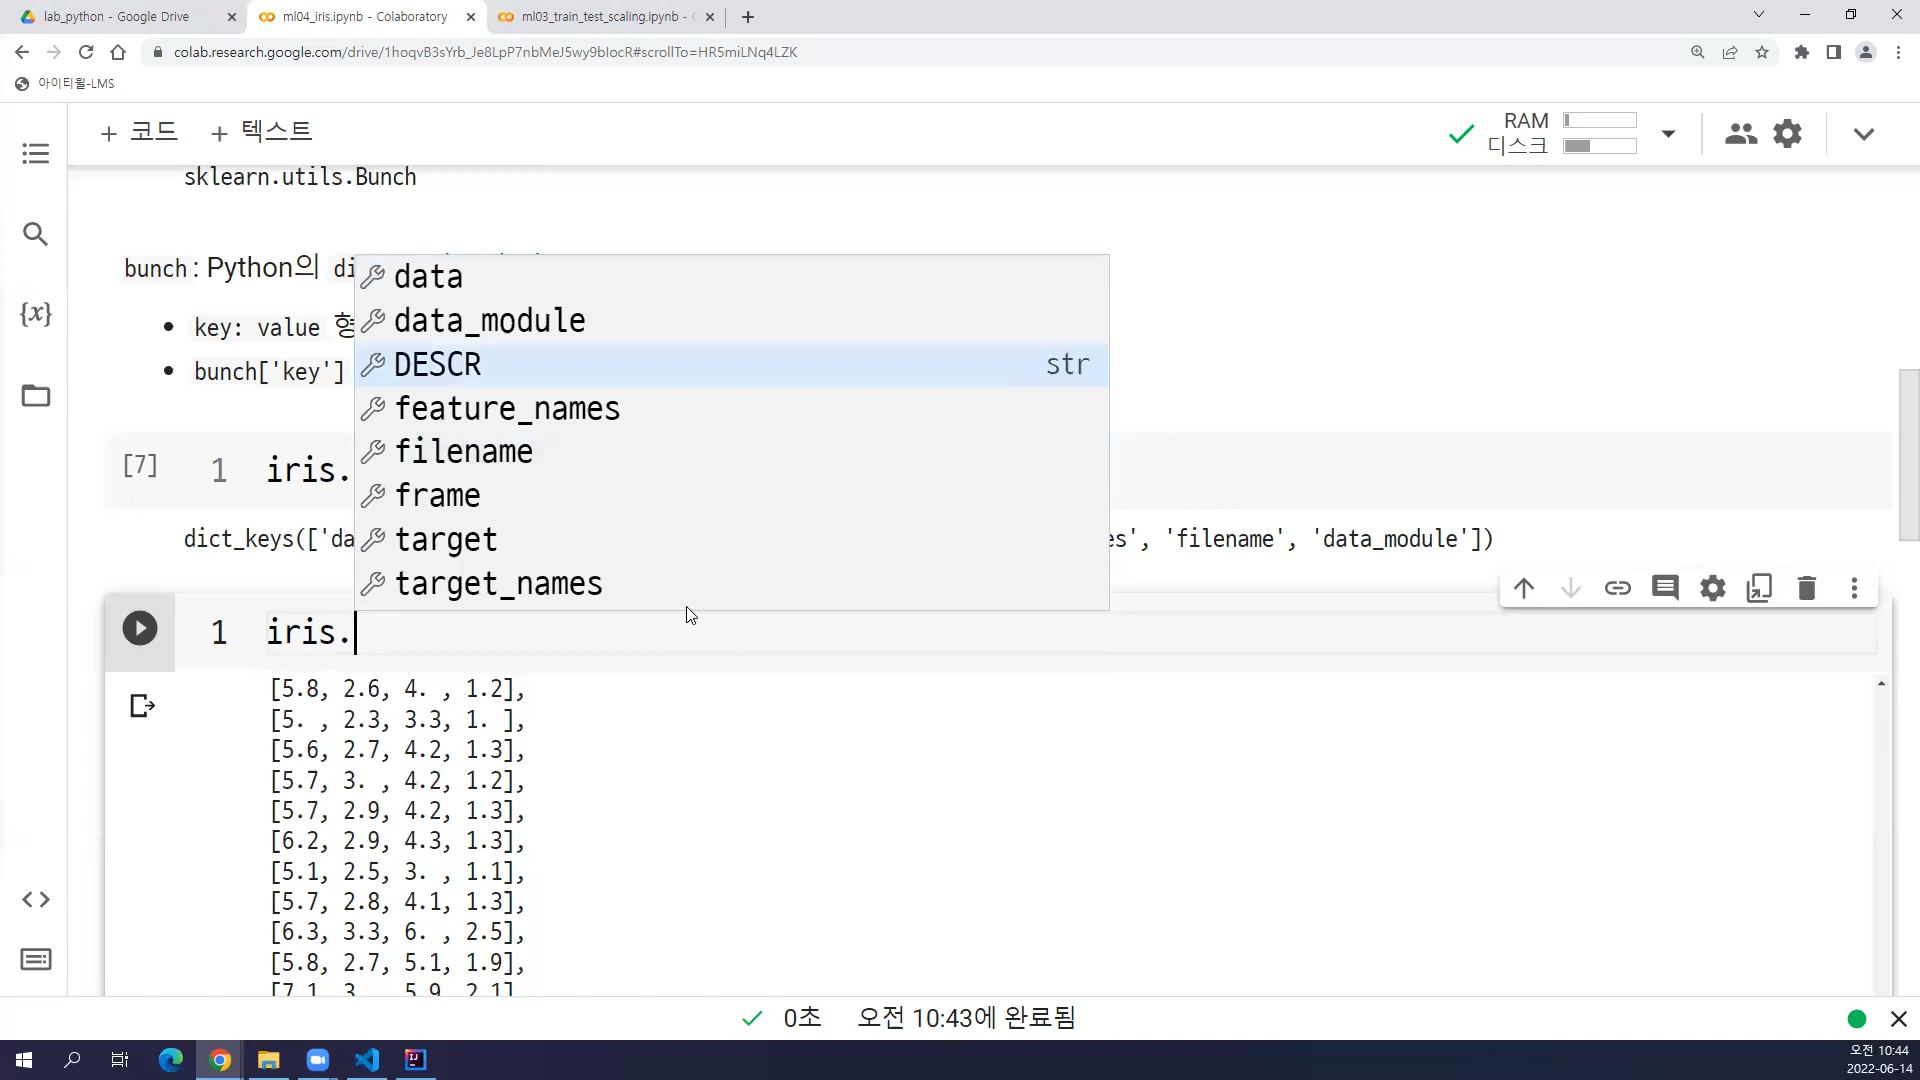 lab_python - Google Drive
ml04_iris.ipynb - Colaboratory
ml03_train_test_scaling.ipynb -
colab.research.google.com/drive/1hoqvB3sYrb_Je8LpP7nbMeJ5wy9blocR#scrollTo=HR5miLNq4LZK
아이티윌-LMS
+ 코드 + 텍스트
RAM
디스크
sklearn.utils.Bunch
bunch : Python의 di
key: value 형
bunch['key']
data
data_module
DESCR str
feature_names
filename
frame
target
target_names
[7] 1 iris.
dict_keys(['da es', 'filename', 'data_module'])
1 iris.
[5.8, 2.6, 4. , 1.2],
[5. , 2.3, 3.3, 1. ],
[5.6, 2.7, 4.2, 1.3],
[5.7, 3. , 4.2, 1.2],
[5.7, 2.9, 4.2, 1.3],
[6.2, 2.9, 4.3, 1.3],
[5.1, 2.5, 3. , 1.1],
[5.7, 2.8, 4.1, 1.3],
[6.3, 3.3, 6. , 2.5],
[5.8, 2.7, 5.1, 1.9],
[7.1, 3. , 5.9, 2.1]
0초 오전 10:43에 완료됨
오전 10:44
2022-06-14